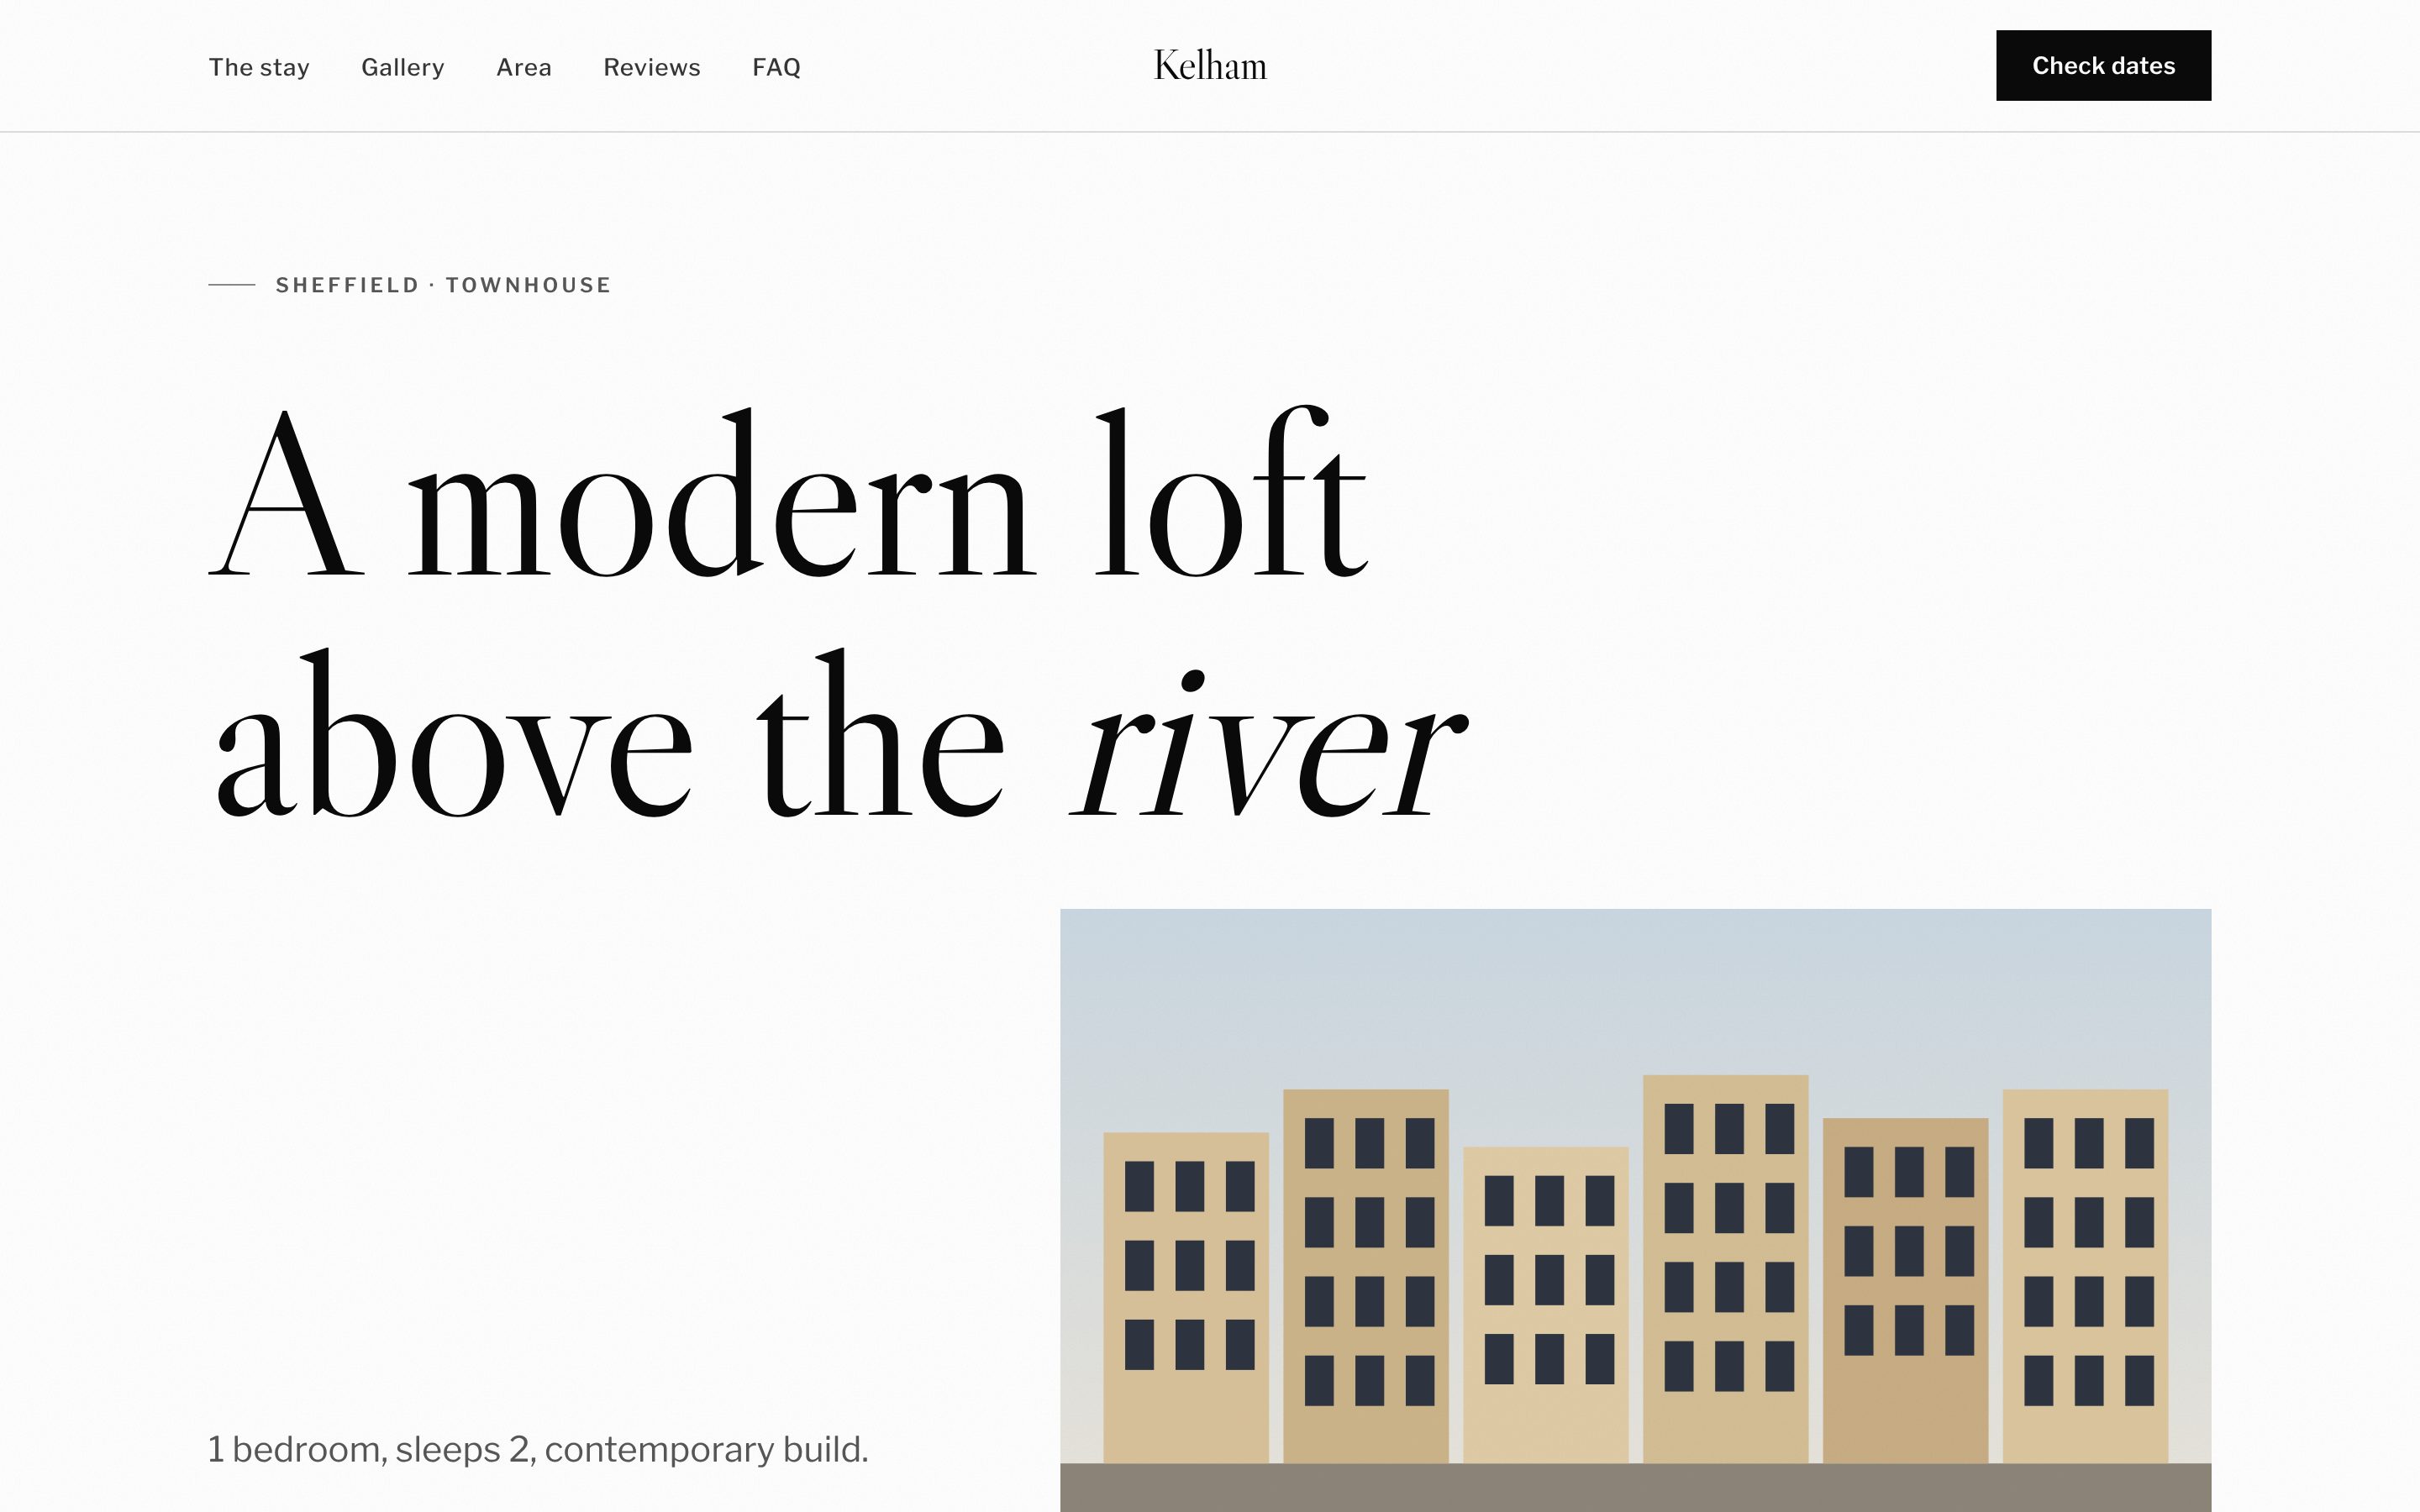 The stay
Gallery
Area
Reviews
FAQ
Kelham
Check dates
SHEFFIELD · TOWNHOUSE
A modern loft
above the river
1 bedroom, sleeps 2, contemporary build.